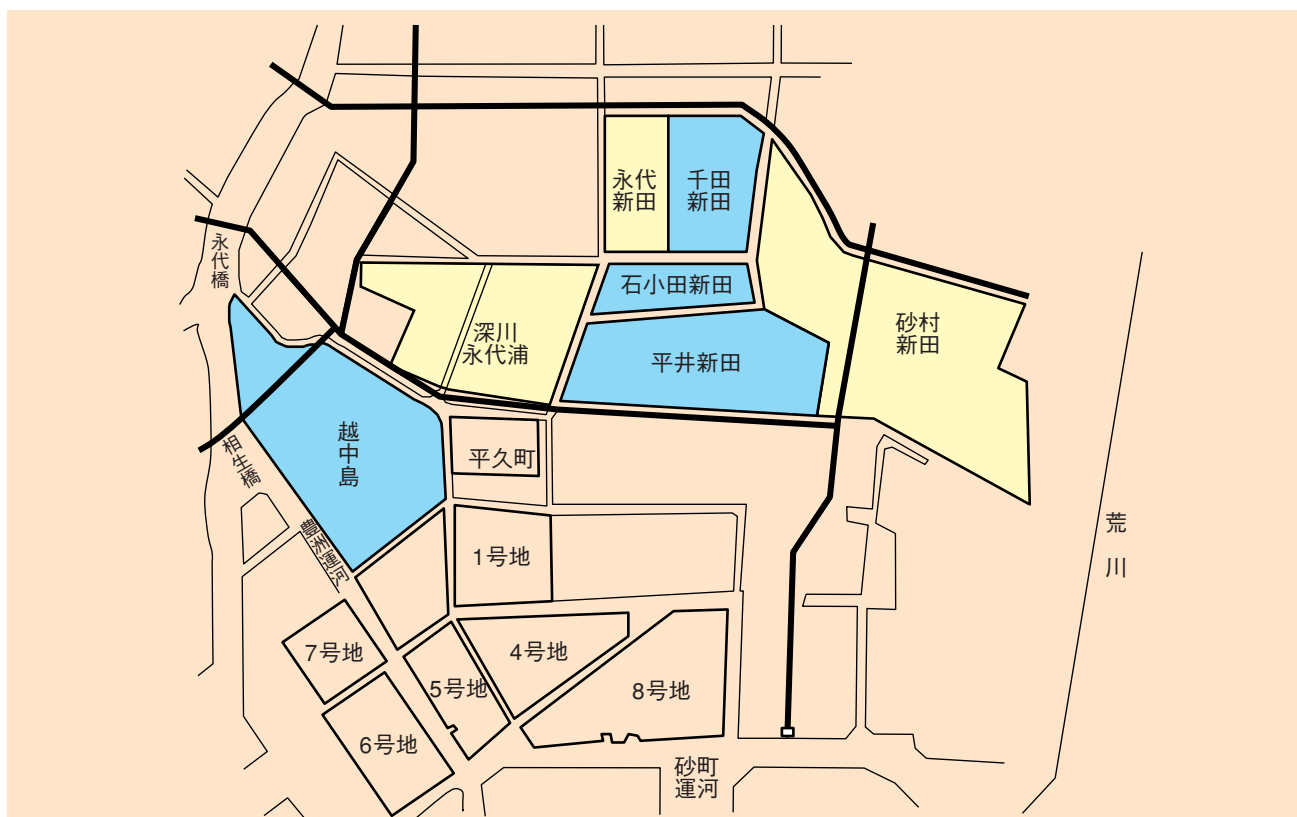 永代
新田
千田
新田
永代橋
石小田新田
深川
永代浦
平井新田
砂村
新田
越中島
相生橋
平久町
豊洲運河
1号地
荒川
7号地
4号地
5号地
8号地
6号地
砂町
運河